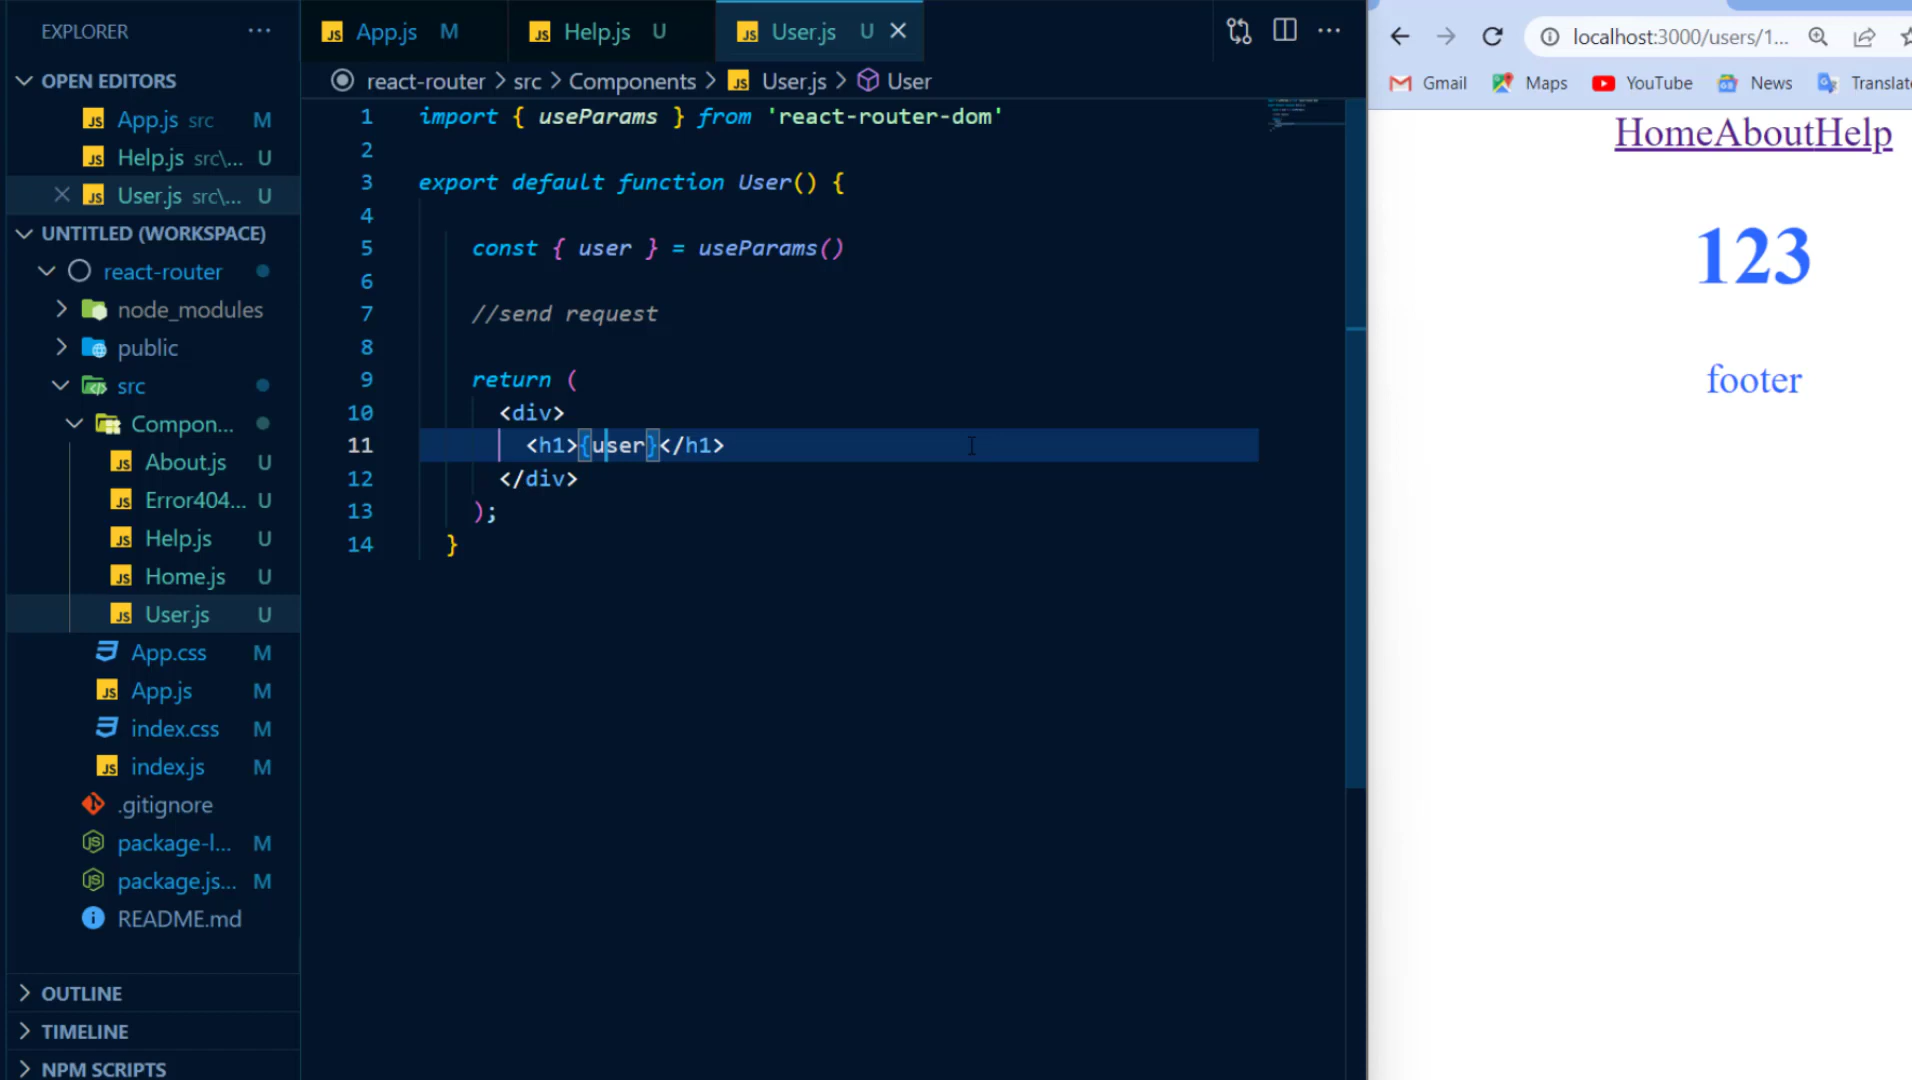 EXPLORER
OPEN EDITORS
App.js src M
Help.js src\... U
User.js src\... U
UNTITLED (WORKSPACE)
react-router
node_modules
public
src
Compon...
About.js U
Error404... U
Help.js U
Home.js U
User.js U
App.css M
App.js M
index.css M
index.js M
.gitignore
package-l... M
package.js... M
README.md
OUTLINE
TIMELINE
NPM SCRIPTS
App.js M Help.js U User.js U
react-router > src > Components > User.js > User
1 import { useParams } from 'react-router-dom'
2
3 export default function User() {
4
5 const { user } = useParams()
6
7 //send request
8
9 return (
10 <div>
11 <h1>{user}</h1>
12 </div>
13 );
14 }
localhost:3000/users/1...
Gmail Maps YouTube News
HomeAboutHelp
123
footer